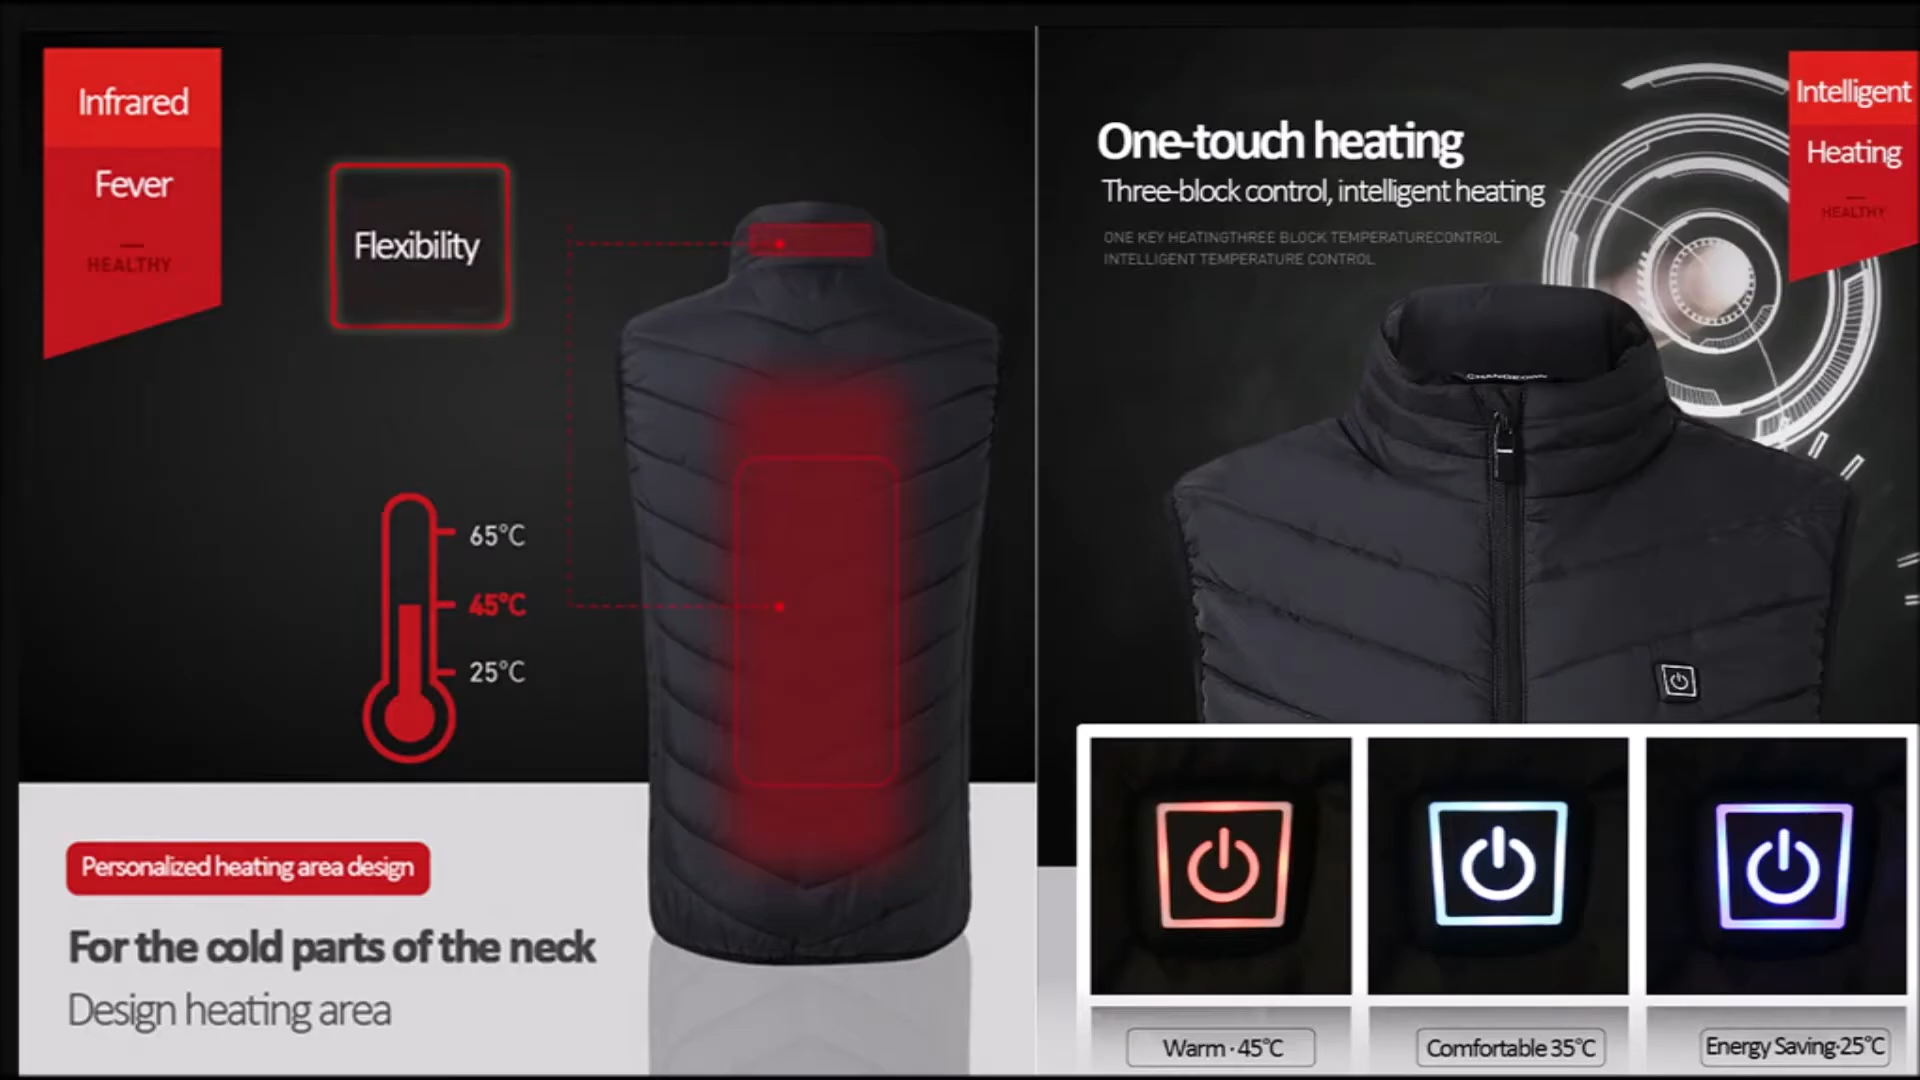 Infrared
Fever
HEALTHY
Flexibility
65°C
45°C
25°C
Personalized heating area design
For the cold parts of the neck
Design heating area
One-touch heating
Three-block control, intelligent heating
ONE KEY HEATINGTHREE BLOCK TEMPERATURECONTROL
INTELLIGENT TEMPERATURE CONTROL
Intelligent
Heating
HEALTHY
Warm·45°C
Comfortable 35°C
Energy Saving·25°C